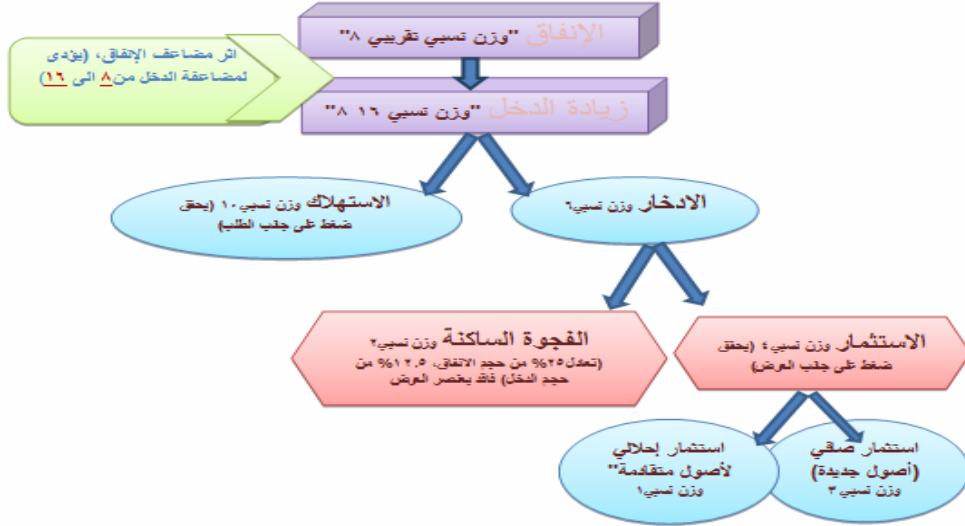 الإنفاق "وزن نسبي تقريبي ٨"
اثر مضاعف الإنفاق، (يؤدى
لمضاعفة الدخل من ٨ الى ١٦)
زيادة الدخل "وزن نسبي ١٦ ٨"
الادخار وزن نسبي٦
الاستهلاك وزن نسبي١٠ (يحقق
ضغط على جانب الطلب)
الاستثمار وزن نسبي٤ (يحقق
ضغط على جانب العرض)
الفجوة الساكنة وزن نسبي٢
(تعادل٢٥% من حجم الانفاق، ١٢.٥% من
حجم الدخل) فاقد يعتصر العرض
استثمار صافي
(أصول جديدة)
وزن نسبي ٣
استثمار إحلالي
لأصول متقادمة"
وزن نسبي١